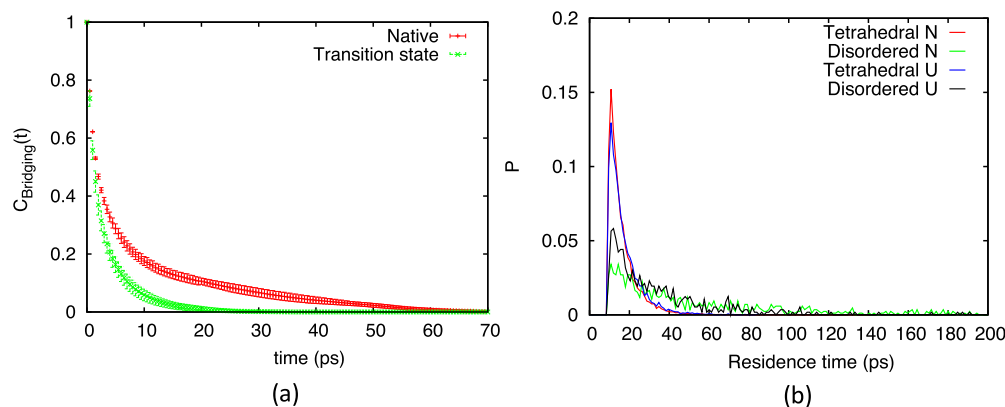 1
0.8
0.6
0.4
0.2
0
C_Bridging(t)
Native
Transition state
0 10 20 30 40 50 60 70
time (ps)
(a)
0.2
0.15
0.1
0.05
0
P
Tetrahedral N
Disordered N
Tetrahedral U
Disordered U
0 20 40 60 80 100 120 140 160 180 200
Residence time (ps)
(b)